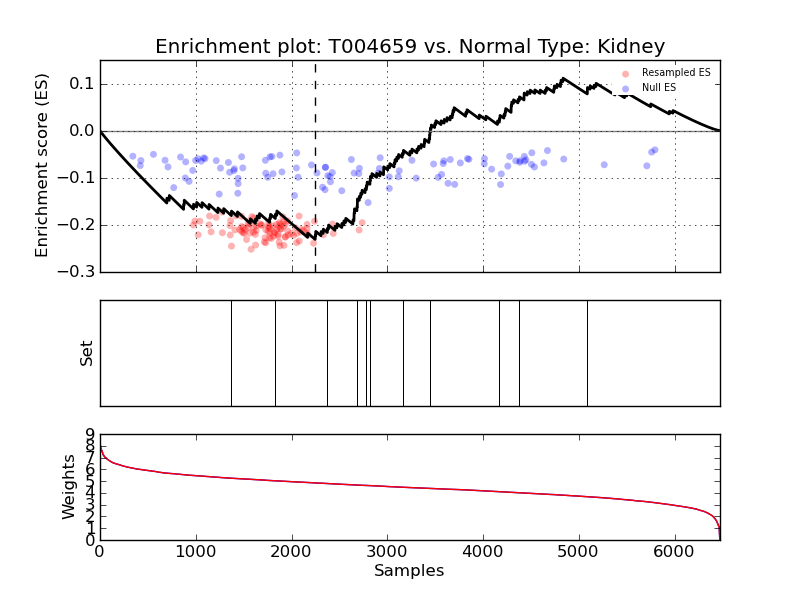 Enrichment plot: T004659 vs. Normal Type: Kidney
Enrichment score (ES)
0.1
0.0
−0.1
−0.2
−0.3
Resampled ES
Null ES
Set
Weights
9
8
7
6
5
4
3
2
1
0
0 1000 2000 3000 4000 5000 6000
Samples